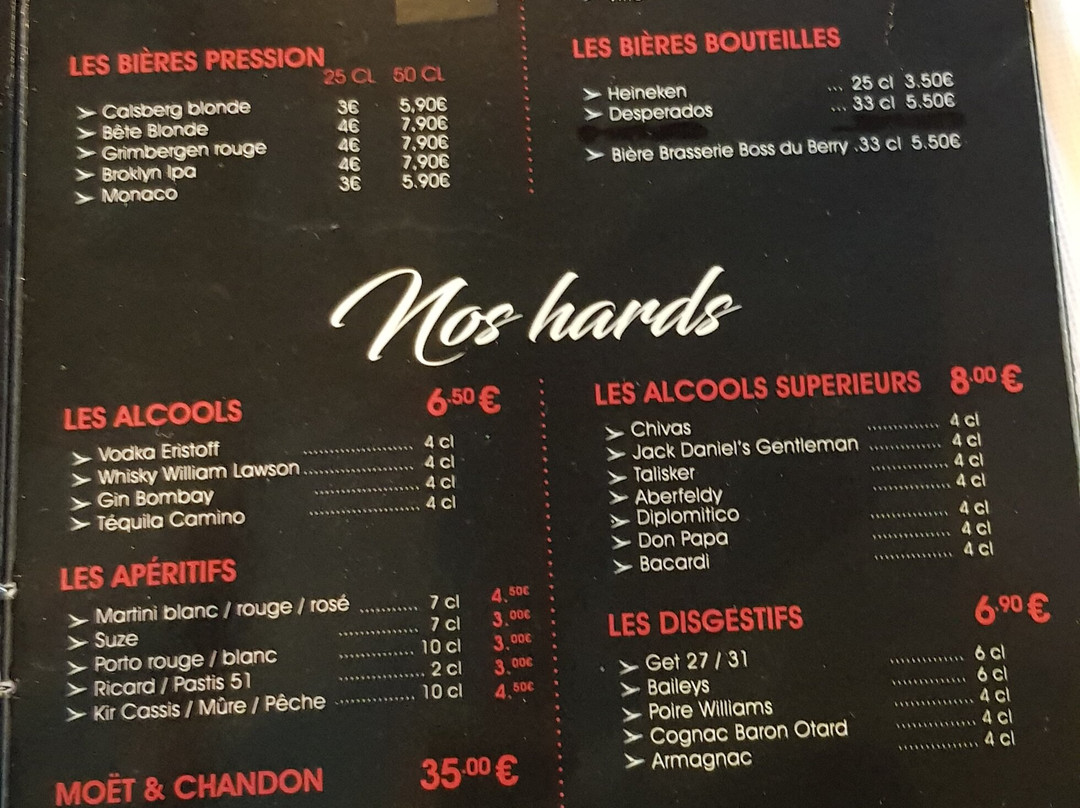 LES BIÈRES PRESSION
25 CL 50 CL
Calsberg blonde 3€ 5,90€
Bête Blonde 4€ 7,90€
Grimbergen rouge 4€ 7,90€
Broklyn Ipa 4€ 7,90€
Monaco 3€ 5.90€
LES BIÈRES BOUTEILLES
Heineken ... 25 cl 3.50€
Desperados ... 33 cl 5.50€
Bière Brasserie Boss du Berry .33 cl 5.50€
Nos hards
LES ALCOOLS 6.50 €
Vodka Eristoff .................... 4 cl
Whisky William Lawson .................... 4 cl
Gin Bombay .................... 4 cl
Téquila Camino .................... 4 cl
LES APÉRITIFS
Martini blanc / rouge / rosé .......... 7 cl 4.50€
Suze .............. 7 cl 3.00€
Porto rouge / blanc ............. 10 cl 3.00€
Ricard / Pastis 51 ............... 2 cl 3.00€
Kir Cassis / Mûre / Pêche .............. 10 cl 4.50€
MOËT & CHANDON 35.00 €
LES ALCOOLS SUPERIEURS 8.00 €
Chivas ............. 4 cl
Jack Daniel's Gentleman ............. 4 cl
Talisker ............. 4 cl
Aberfeldy ............. 4 cl
Diplomitico ............. 4 cl
Don Papa ............. 4 cl
Bacardi ............. 4 cl
LES DISGESTIFS 6.90 €
Get 27 / 31 ............. 6 cl
Baileys ............. 6 cl
Poire Williams ............. 4 cl
Cognac Baron Otard ............. 4 cl
Armagnac ............. 4 cl